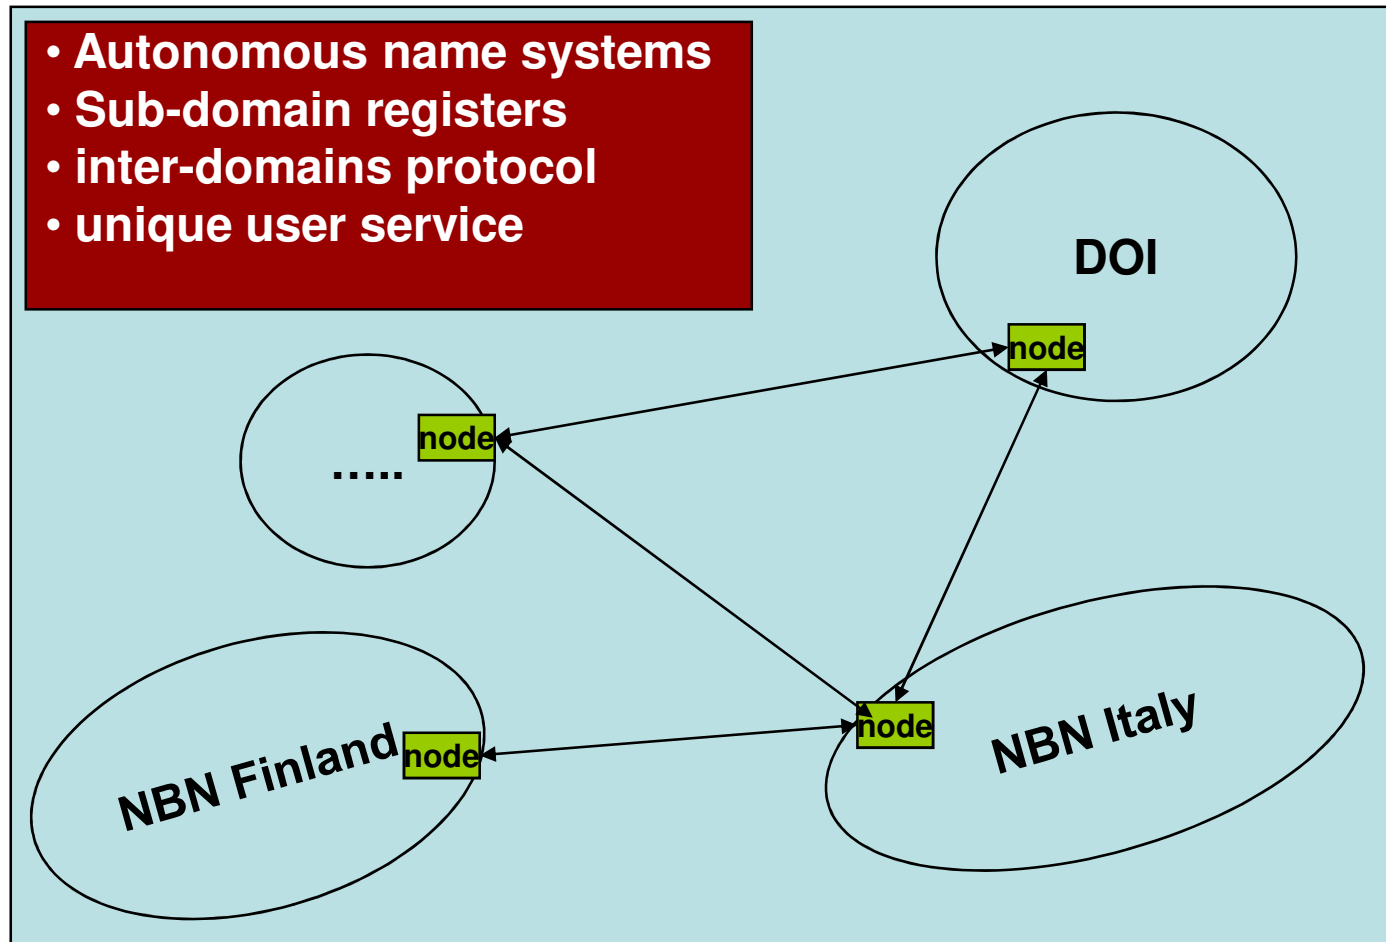 • Autonomous name systems
• Sub-domain registers
• inter-domains protocol
• unique user service
DOI
node
node
.....
node
NBN Italy
NBN Finland
node